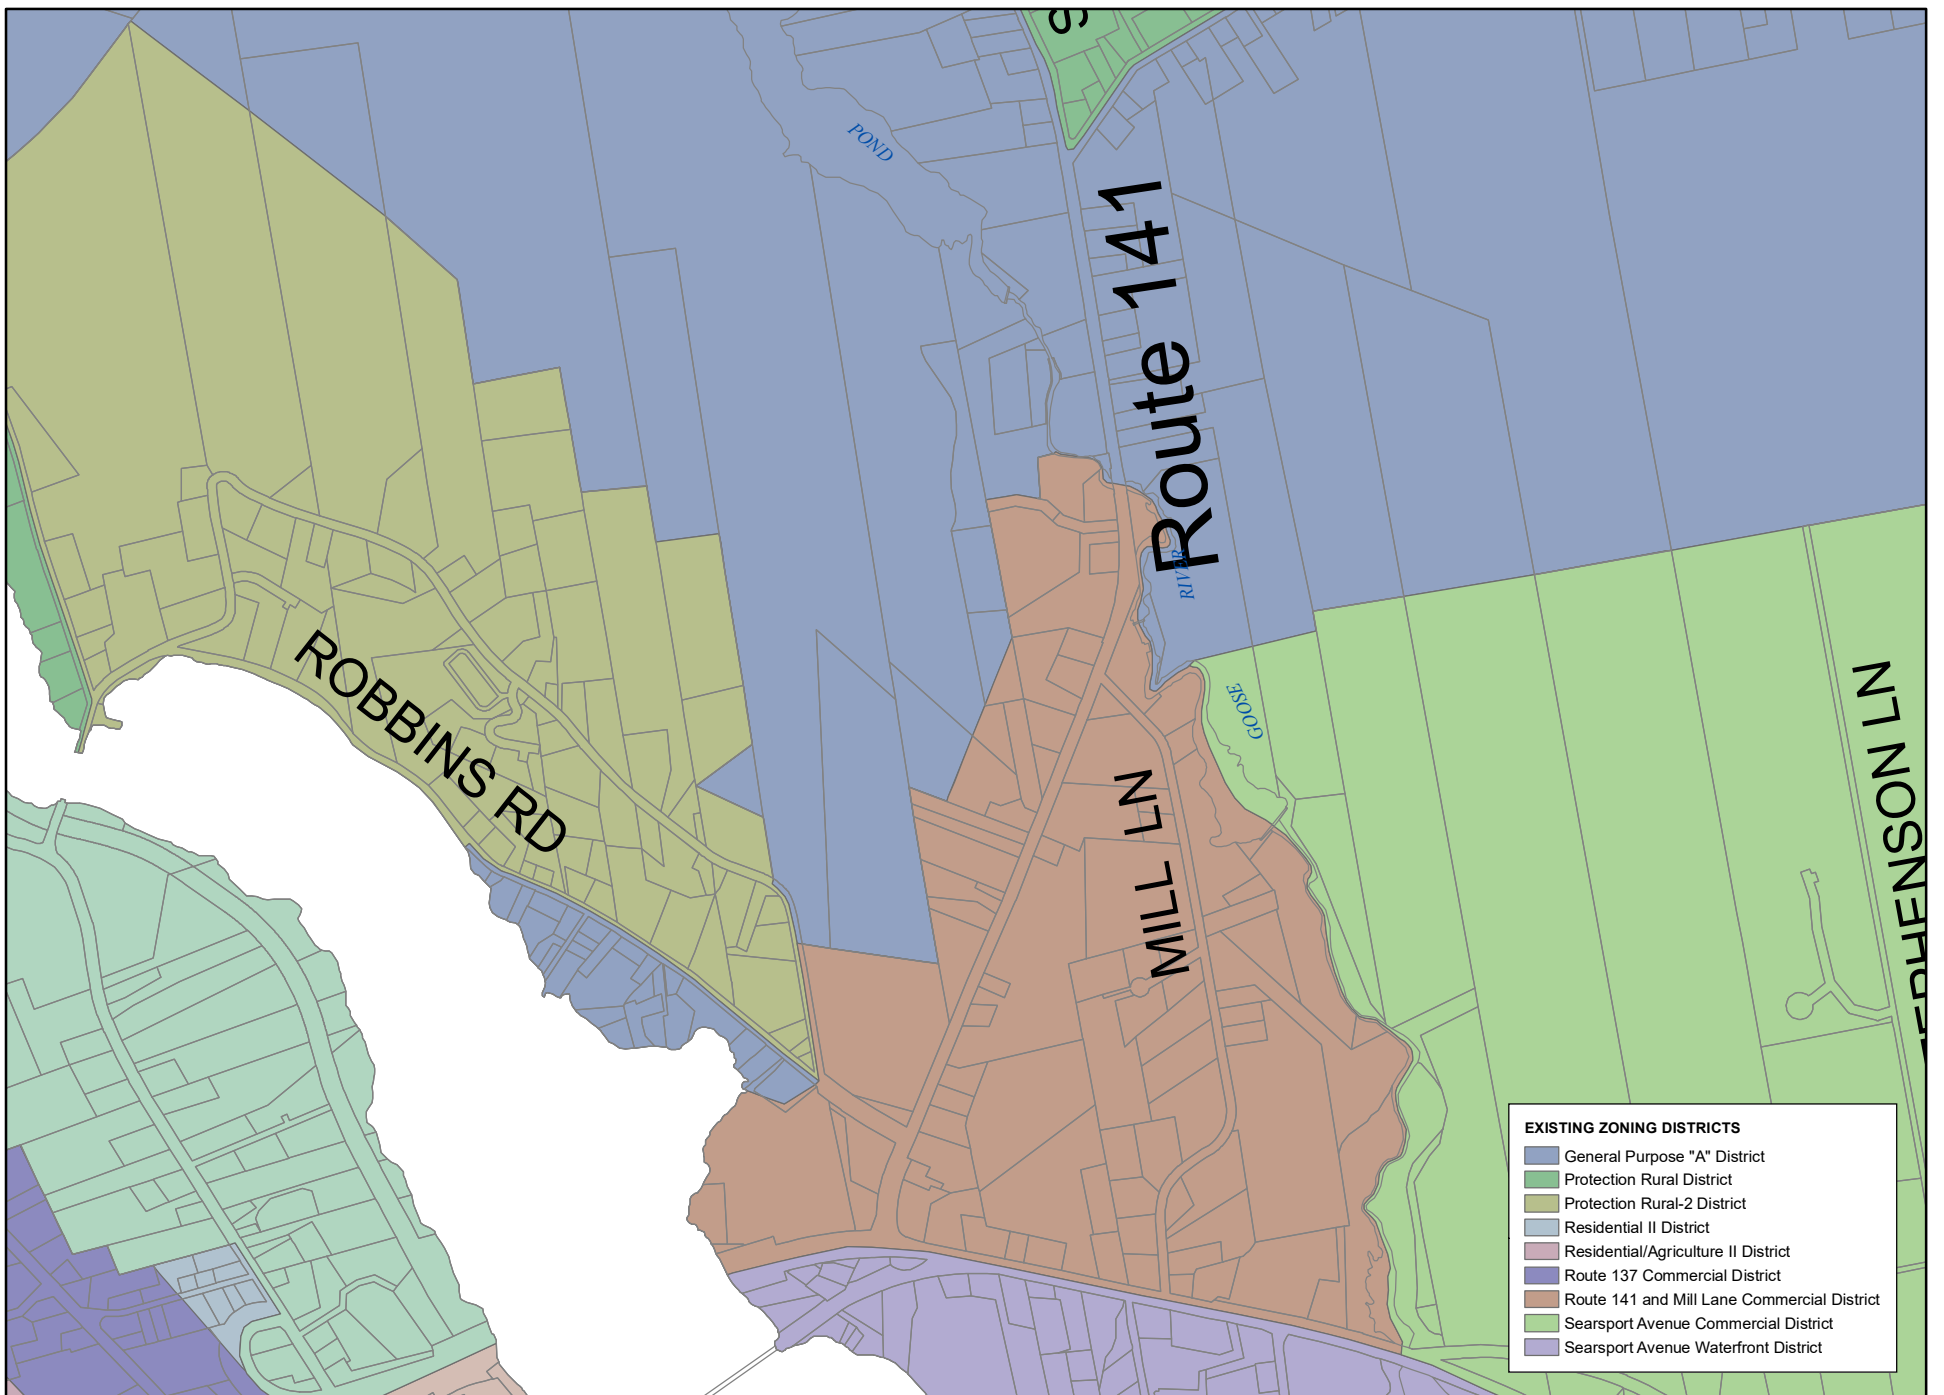 S
POND
Route 141
RIVER
ROBBINS RD
GOOSE
MILL LN
EPHENSON LN
EXISTING ZONING DISTRICTS
General Purpose "A" District
Protection Rural District
Protection Rural-2 District
Residential II District
Residential/Agriculture II District
Route 137 Commercial District
Route 141 and Mill Lane Commercial District
Searsport Avenue Commercial District
Searsport Avenue Waterfront District